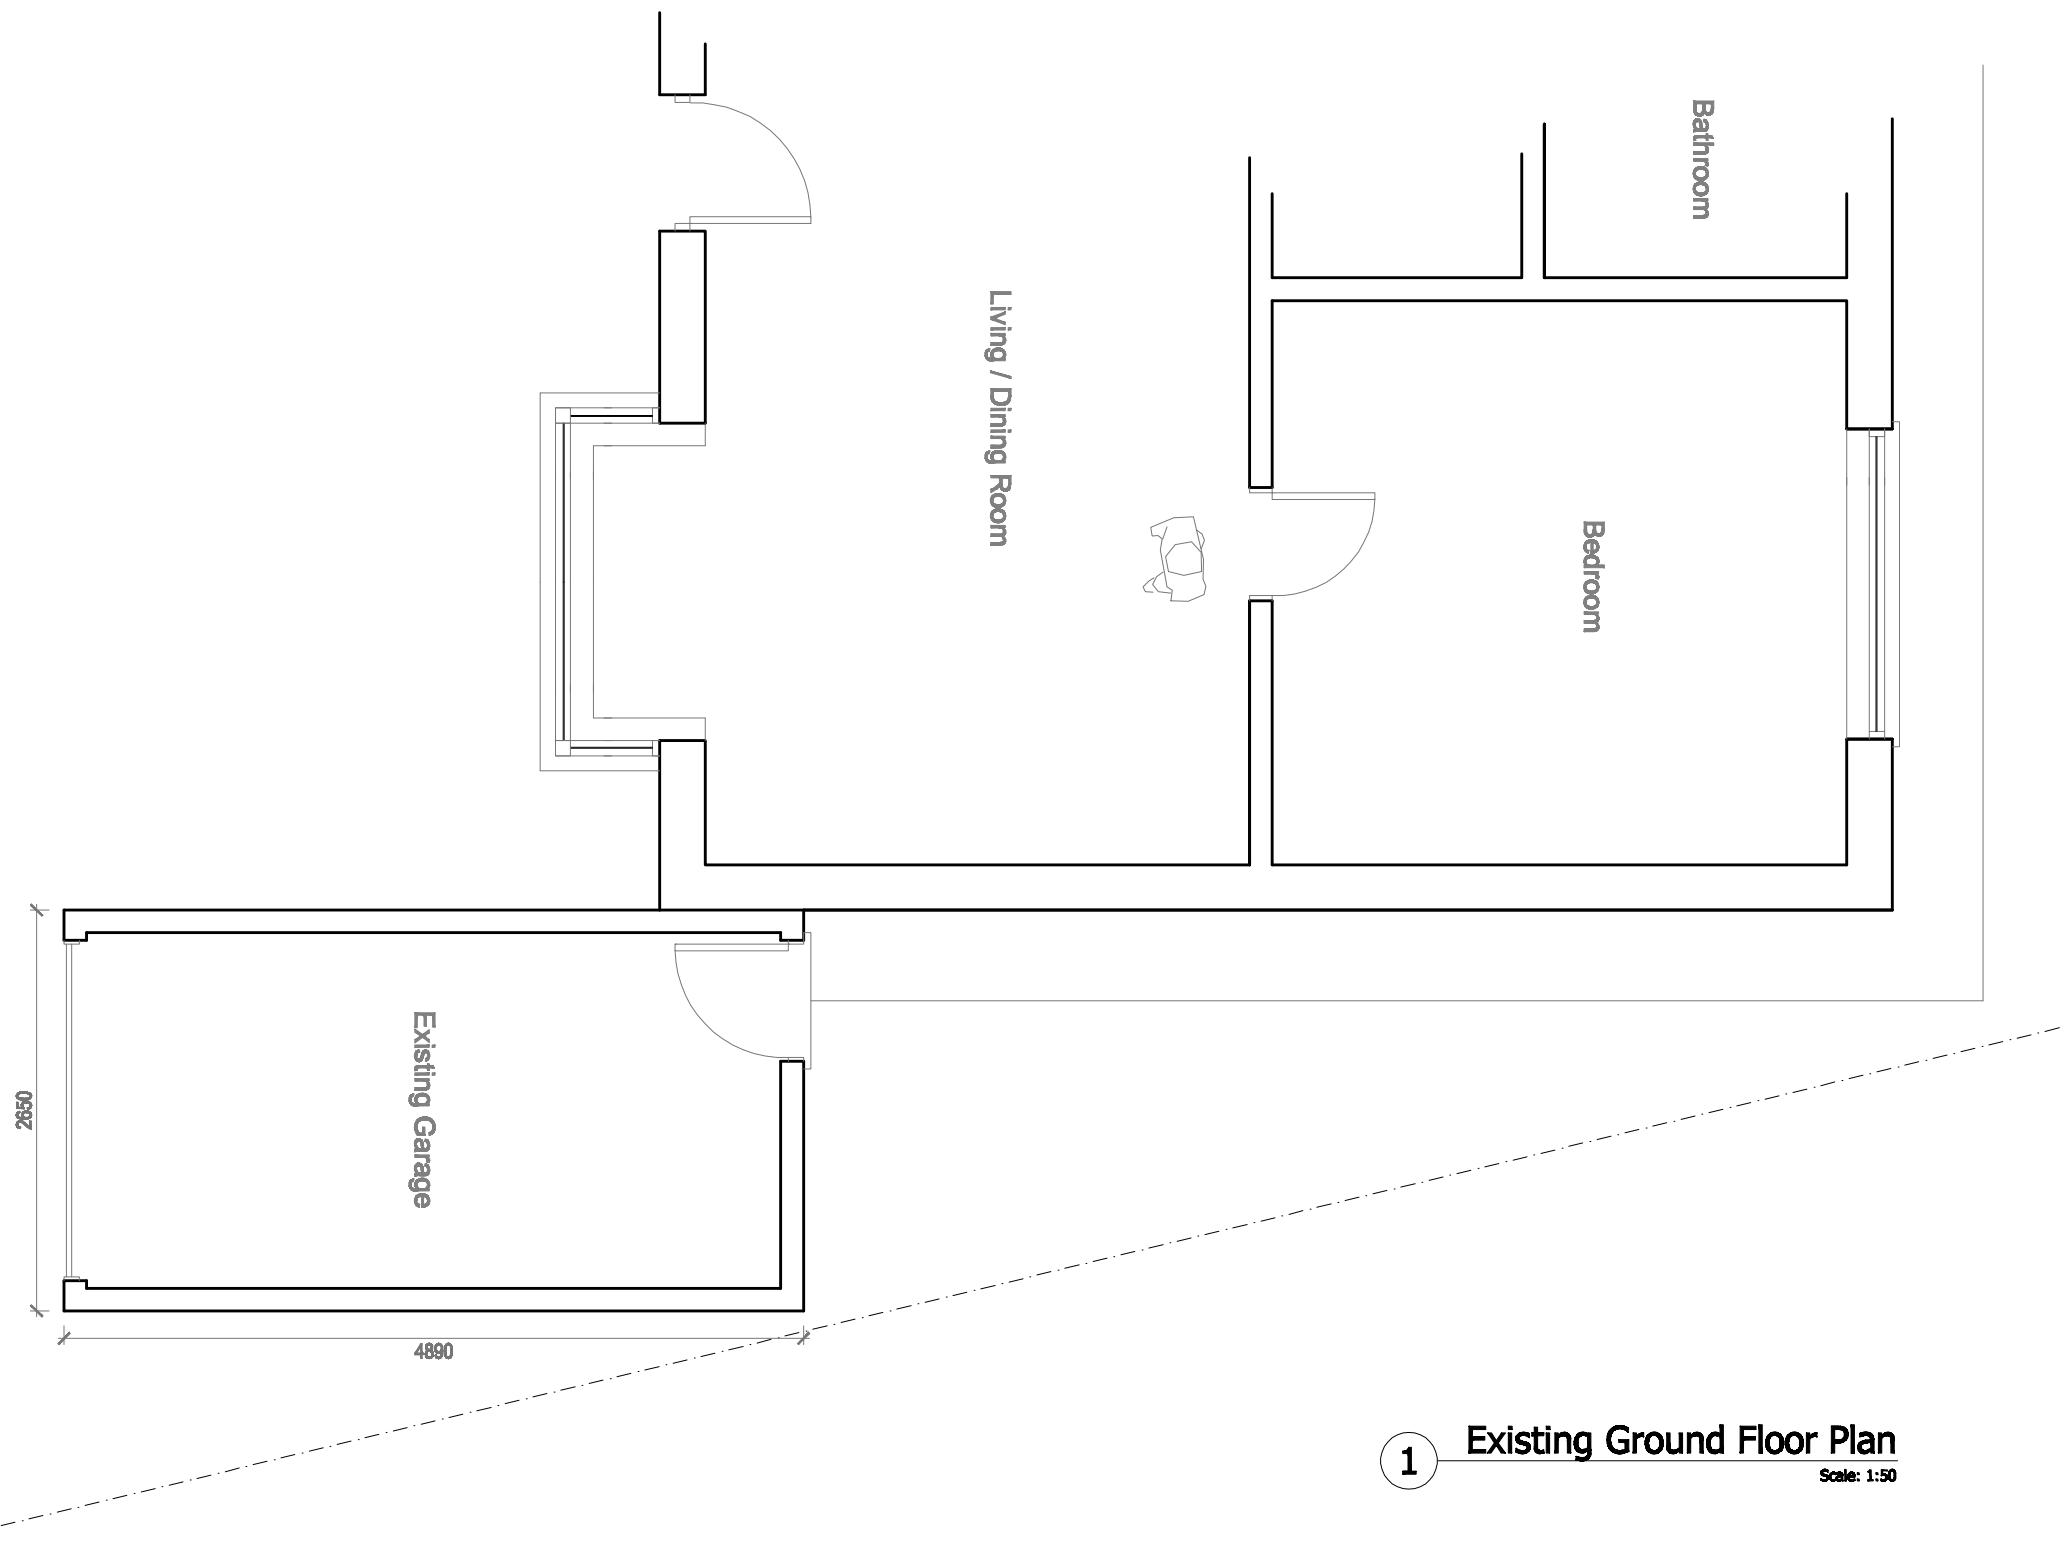 Bathroom
Living / Dining Room
Bedroom
Existing Garage
2650
4890
1
Existing Ground Floor Plan
Scale: 1:50